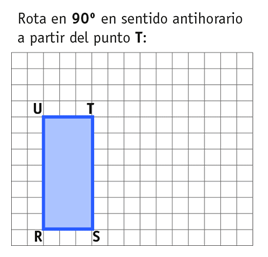 Rota en 90º en sentido antihorario
a partir del punto T:
U T
R S